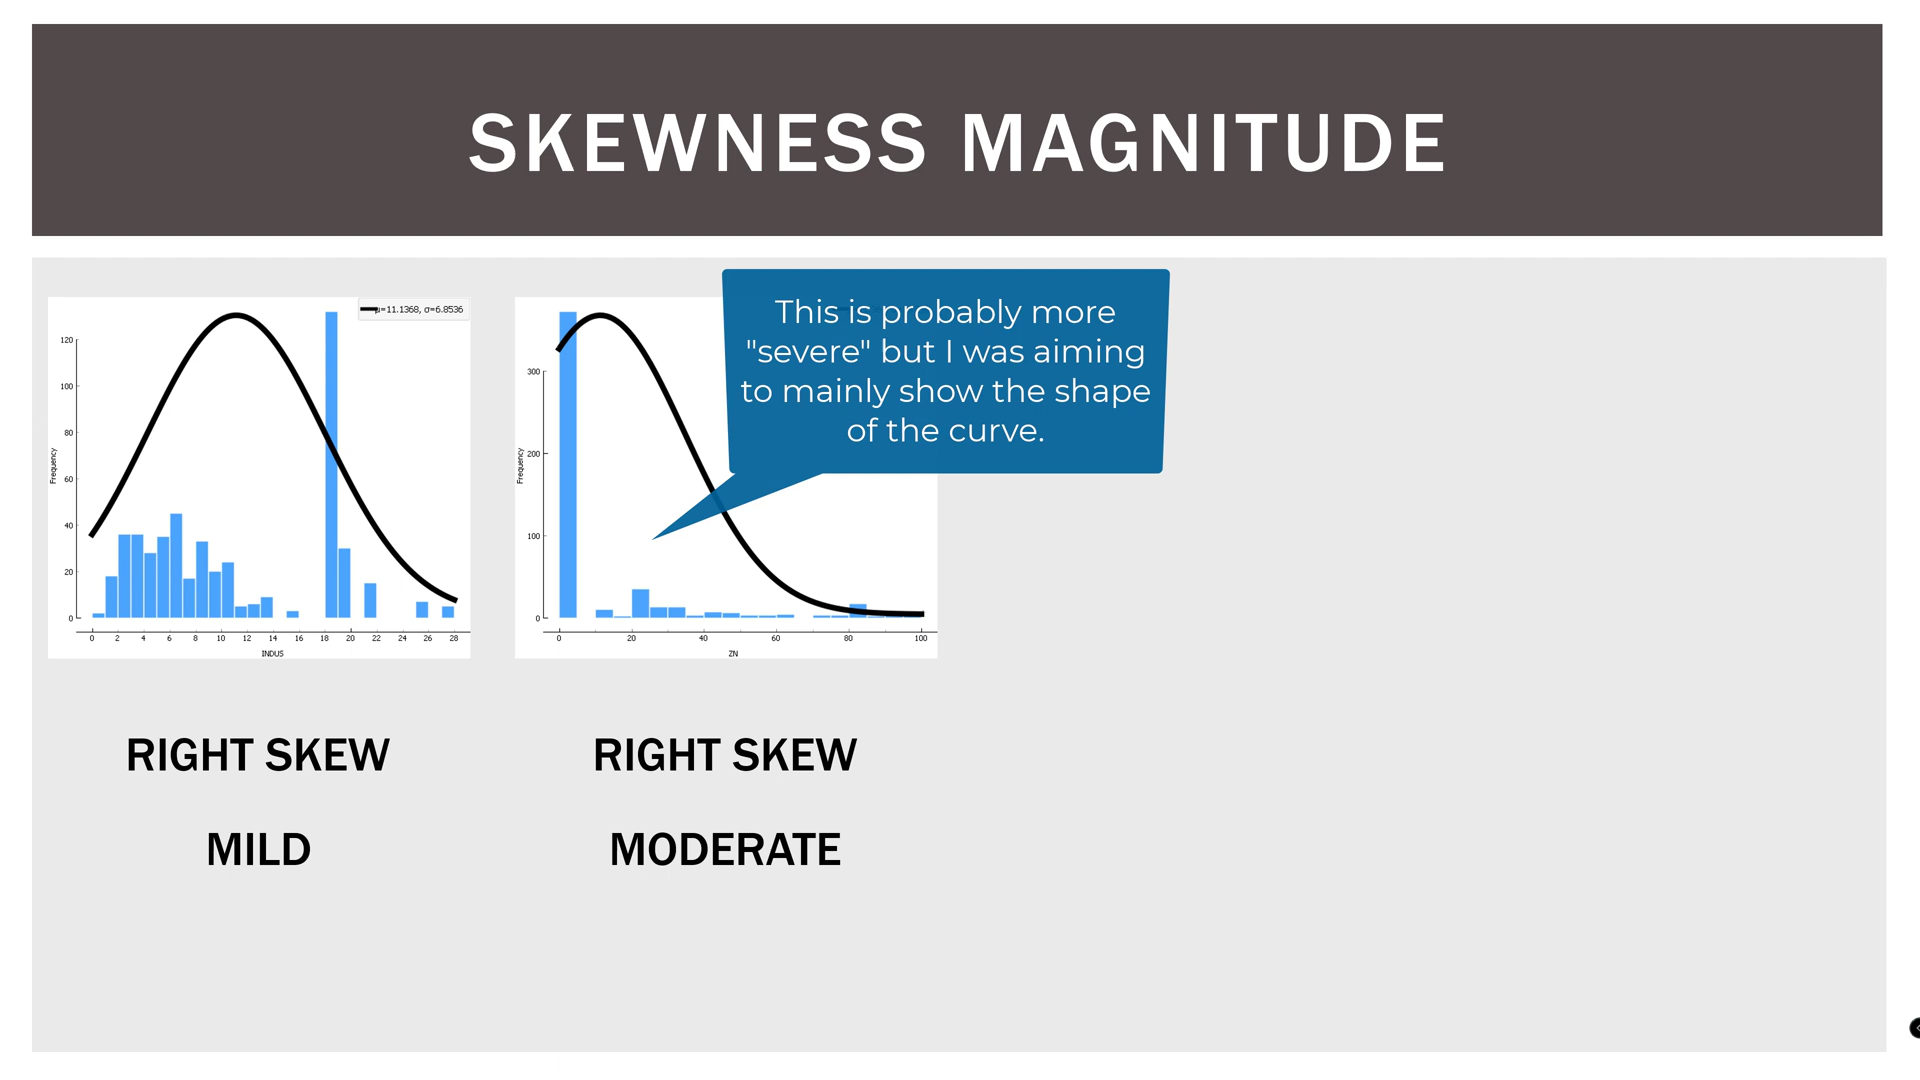 SKEWNESS MAGNITUDE
This is probably more
"severe" but I was aiming
to mainly show the shape
of the curve.
μ=11.1368, σ=6.8536
120
100
80
60
40
20
0
Frequency
0 2 4 6 8 10 12 14 16 18 20 22 24 26 28
INDUS
300
200
100
0
Frequency
0 20 40 60 80 100
ZN
RIGHT SKEW
MILD
RIGHT SKEW
MODERATE